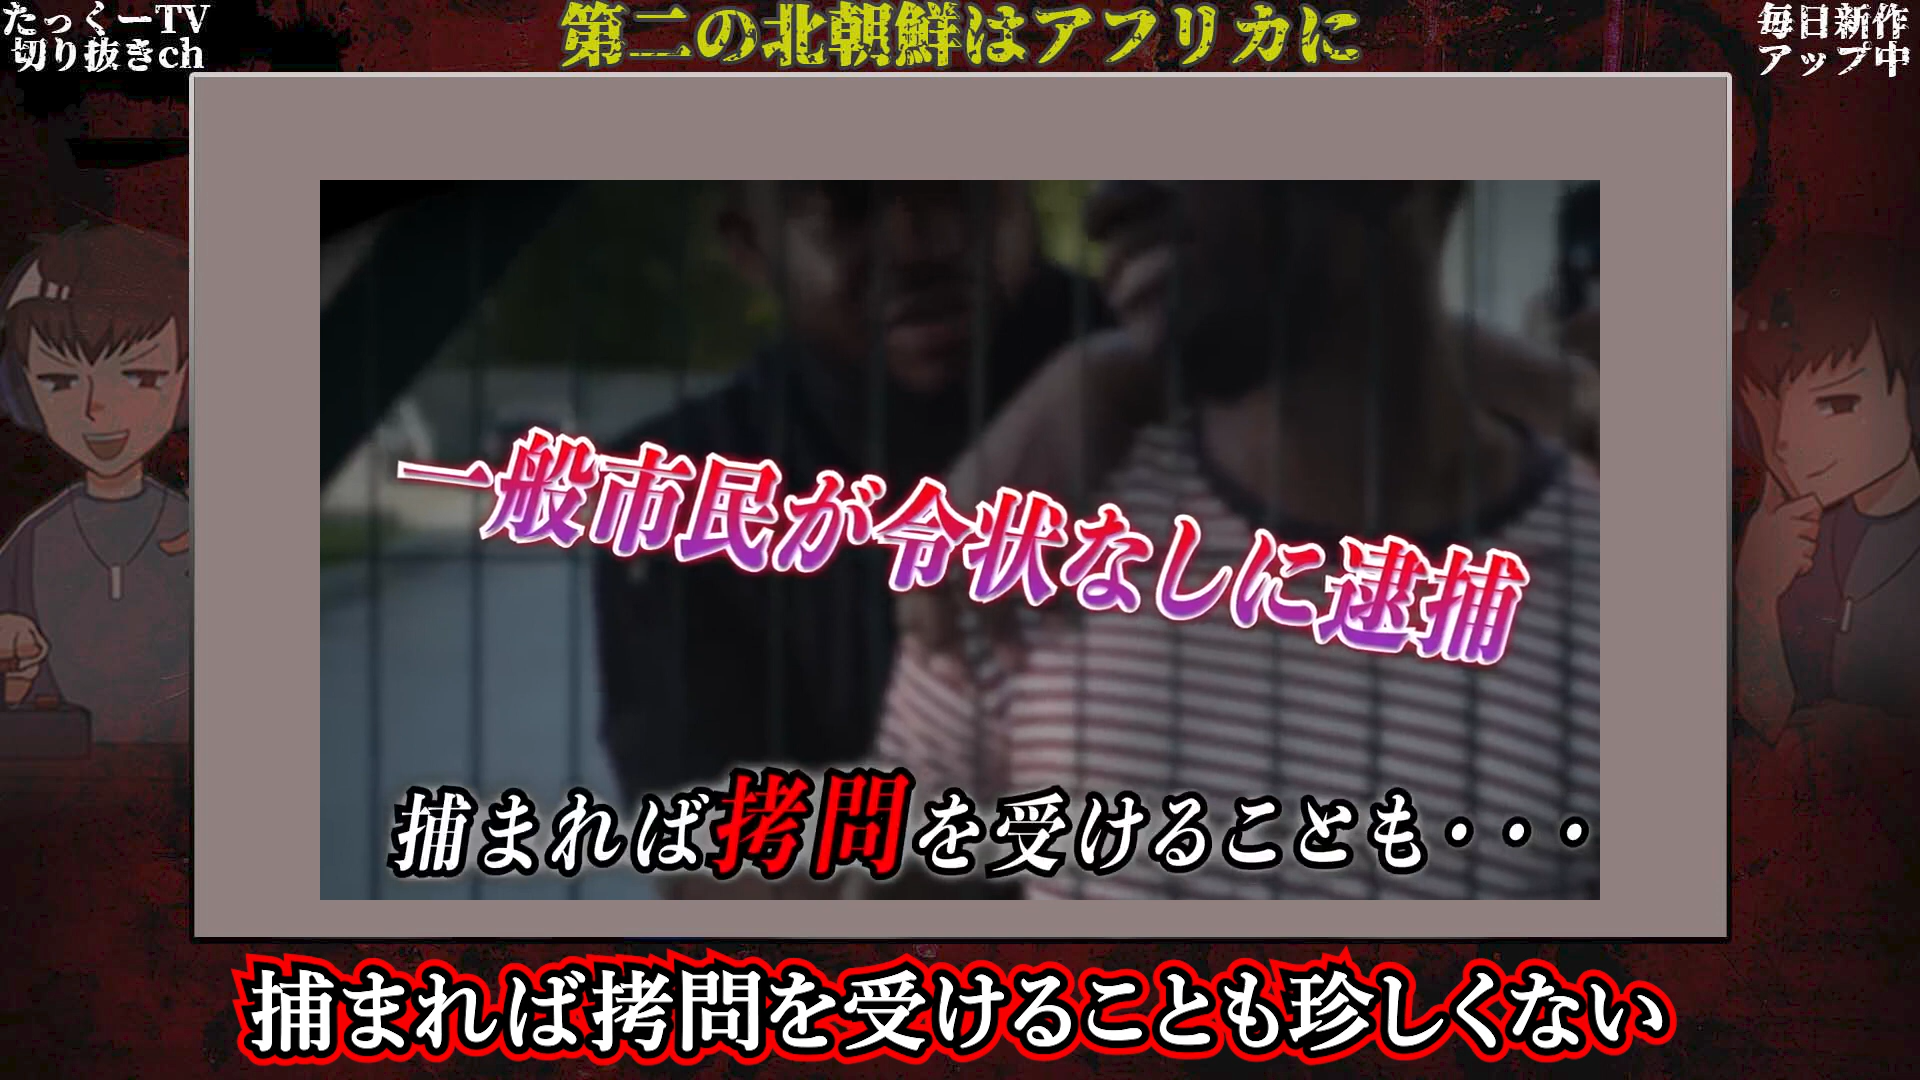 たっくーTV
切り抜きch
第二の北朝鮮はアフリカに
毎日新作
アップ中
一般市民が令状なしに逮捕
捕まれば拷問を受けることも・・・
捕まれば拷問を受けることも珍しくない